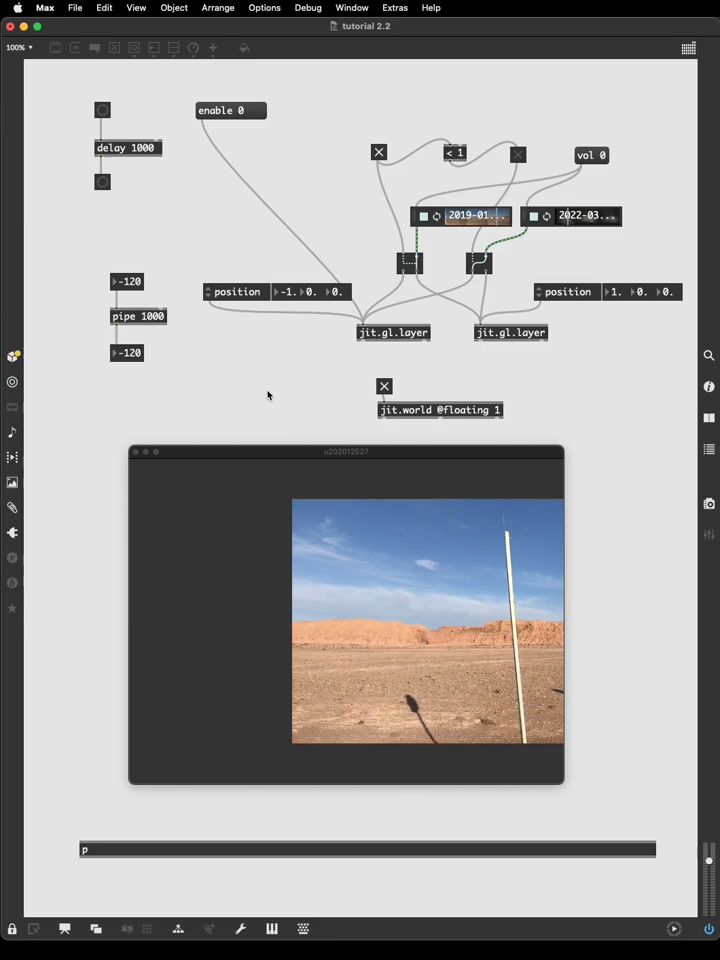 Max File Edit View Object Arrange Options Debug Window Extras Help
tutorial 2.2
100%
enable 0
delay 1000
< 1
vol 0
2019-01...
2022-03...
-120
position -1. 0. 0.
position 1. 0. 0.
pipe 1000
jit.gl.layer
jit.gl.layer
-120
jit.world @floating 1
u202012527
p